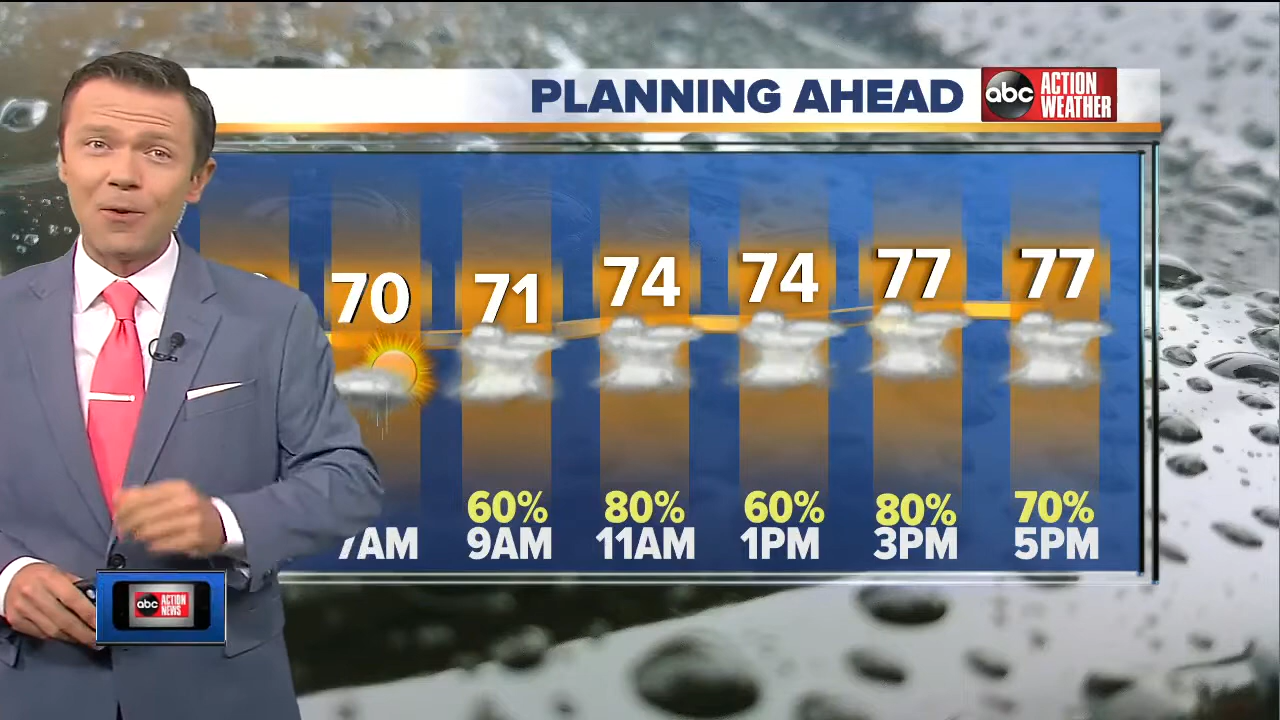 PLANNING AHEAD
abc ACTION WEATHER
70 71 74 74 77 77
60% 80% 60% 80% 70%
7AM 9AM 11AM 1PM 3PM 5PM
abc ACTION NEWS